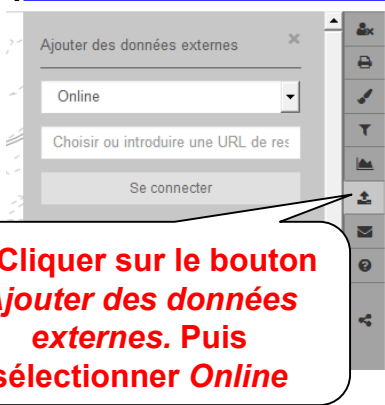 Ajouter des données externes
Online
Choisir ou introduire une URL de
Se connecter
Cliquer sur le bouton
Ajouter des données
externes. Puis
sélectionner Online